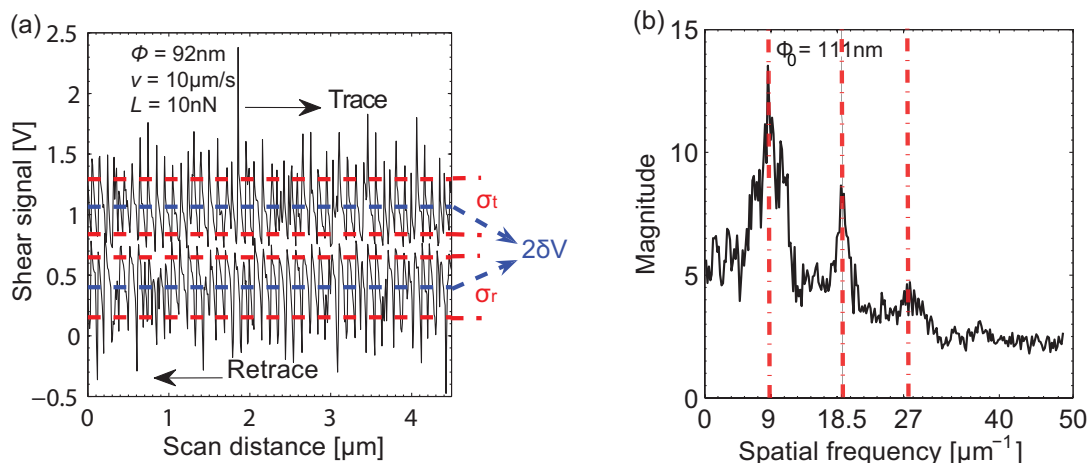 (a)
2.5
2
1.5
1
0.5
0
−0.5
Shear signal [V]
Φ = 92nm
v = 10µm/s
L = 10nN
Trace
Retrace
σt
2δV
σr
0 1 2 3 4
Scan distance [µm]
(b)
15
10
5
0
Magnitude
Φ0 = 111nm
0 9 18.5 27 40 50
Spatial frequency [µm⁻¹]